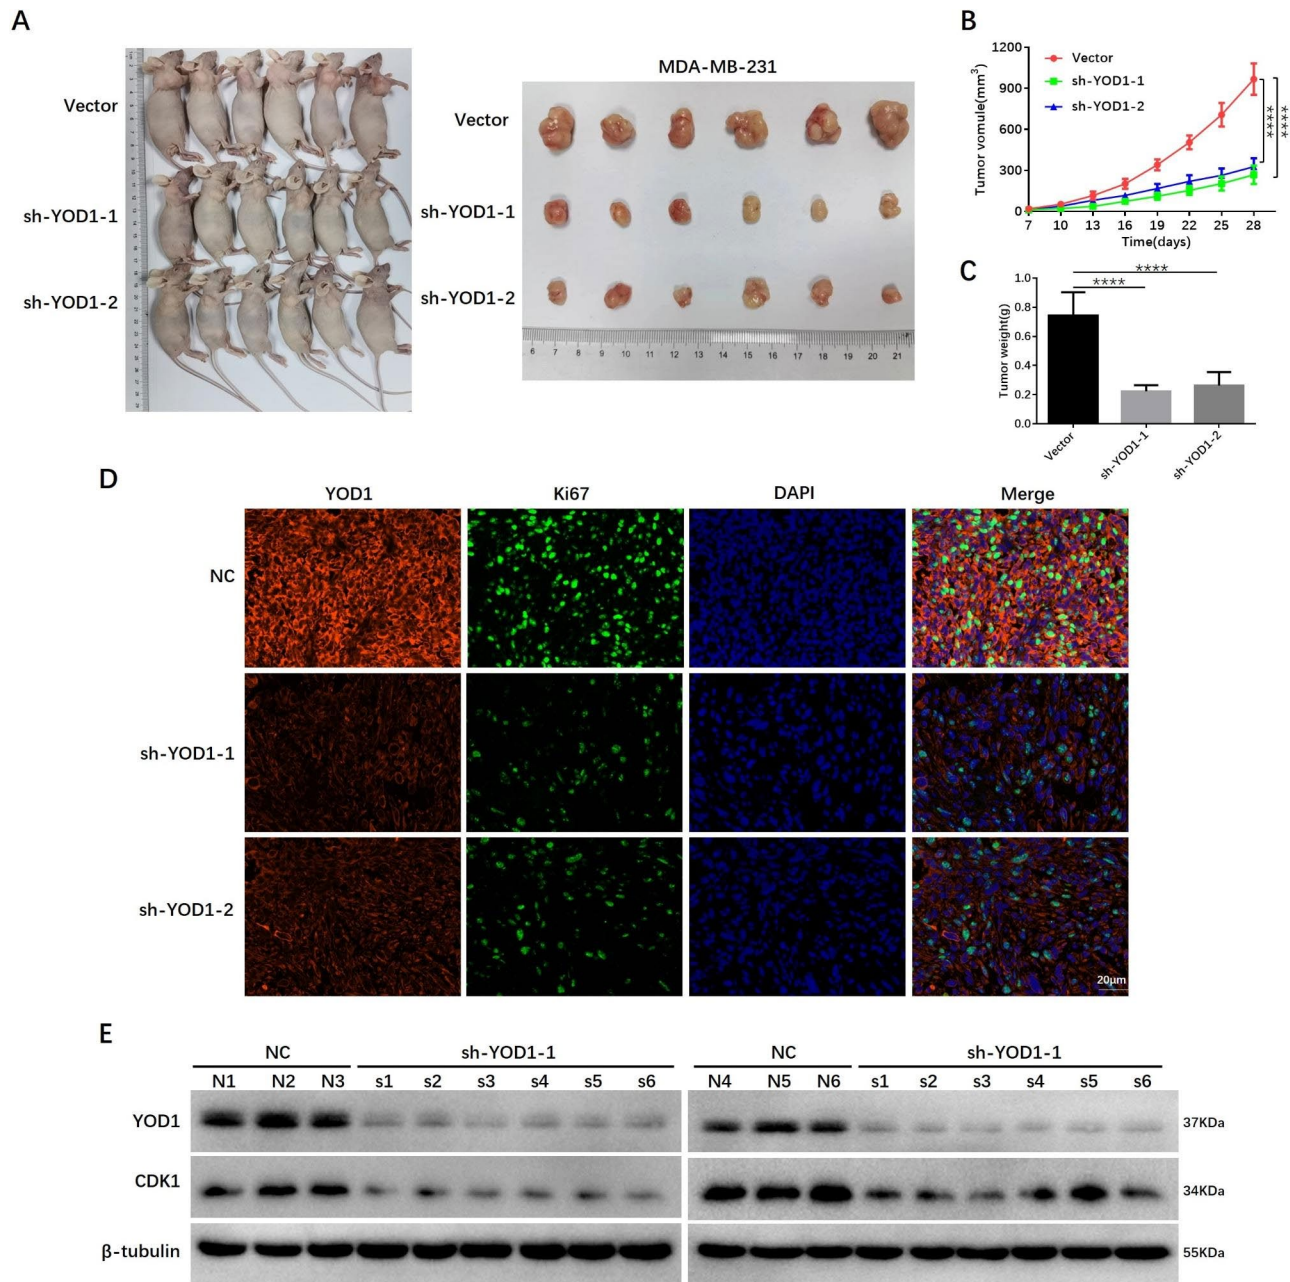 A
Vector
sh-YOD1-1
sh-YOD1-2
MDA-MB-231
Vector
sh-YOD1-1
sh-YOD1-2
6 7 8 9 10 11 12 13 14 15 16 17 18 19 20 21
B
Tumor vomule(mm³)
1200
900
600
300
0
Vector
sh-YOD1-1
sh-YOD1-2
****
****
7 10 13 16 19 22 25 28
Time(days)
C
Tumor weight(g)
1.0
0.8
0.6
0.4
0.2
0.0
****
****
Vector
sh-YOD1-1
sh-YOD1-2
D
YOD1 Ki67 DAPI Merge
NC
sh-YOD1-1
sh-YOD1-2
20μm
E
NC sh-YOD1-1 NC sh-YOD1-1
N1 N2 N3 s1 s2 s3 s4 s5 s6 N4 N5 N6 s1 s2 s3 s4 s5 s6
YOD1 37KDa
CDK1 34KDa
β-tubulin 55KDa